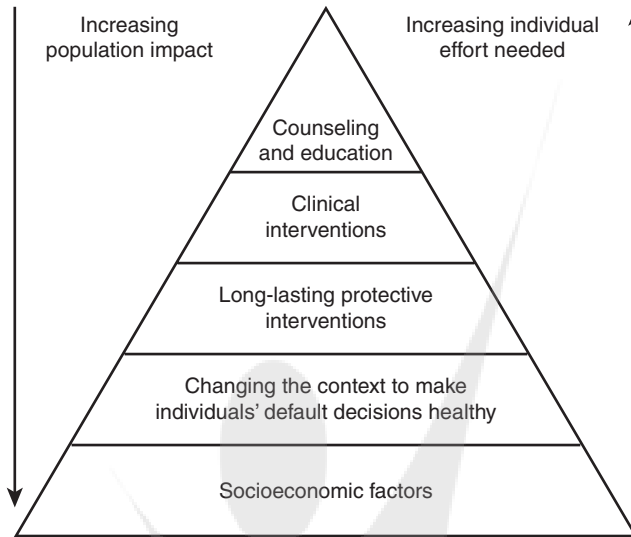 Increasing
population impact
Increasing individual
effort needed
Counseling
and education
Clinical
interventions
Long-lasting protective
interventions
Changing the context to make
individuals’ default decisions healthy
Socioeconomic factors